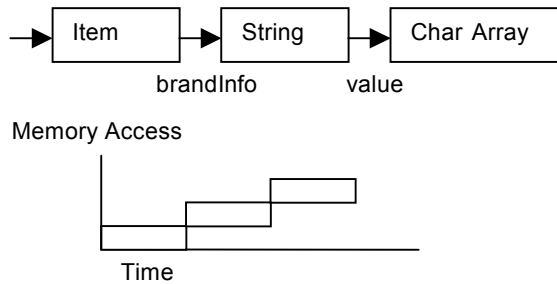 Item String Char Array
brandInfo value
Memory Access
Time